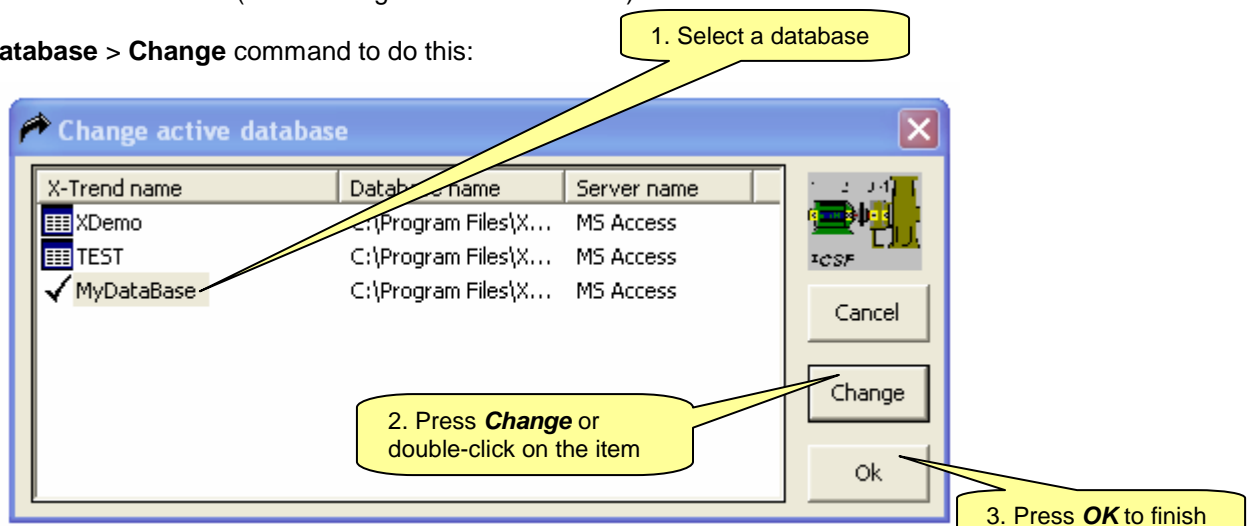 1. Select a database
atabase > Change command to do this:
Change active database
X-Trend name Database name Server name
XDemo C:\Program Files\X... MS Access
TEST C:\Program Files\X... MS Access
MyDataBase C:\Program Files\X... MS Access
Cancel
Change
2. Press Change or
double-click on the item
Ok
3. Press OK to finish